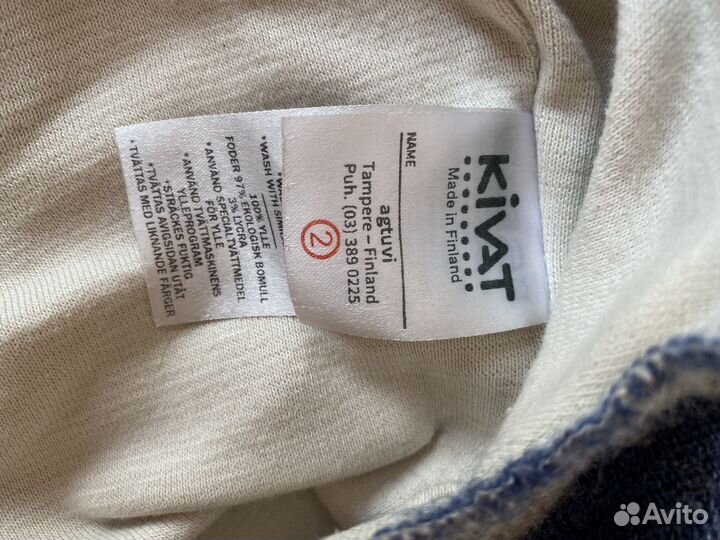 KIVAT
Made in Finland
NAME
agtuvi
Tampere – Finland
Puh. (03) 389 0225
2
*WASH WITH
100% YLLE
FODER 97% EKOLOGISK BOMULL
3% LYCRA
*ANVÄND SPECIALTVÄTTMEDEL
FÖR YLLE
*ANVÄND TVÄTTMASKINENS
YLLEPROGRAM
*STRÄCKES FUKTIG
*TVÄTTAS AVIGSIDAN UTÅT
*TVÄTTAS MED LIKNANDE FÄRGER
Avito